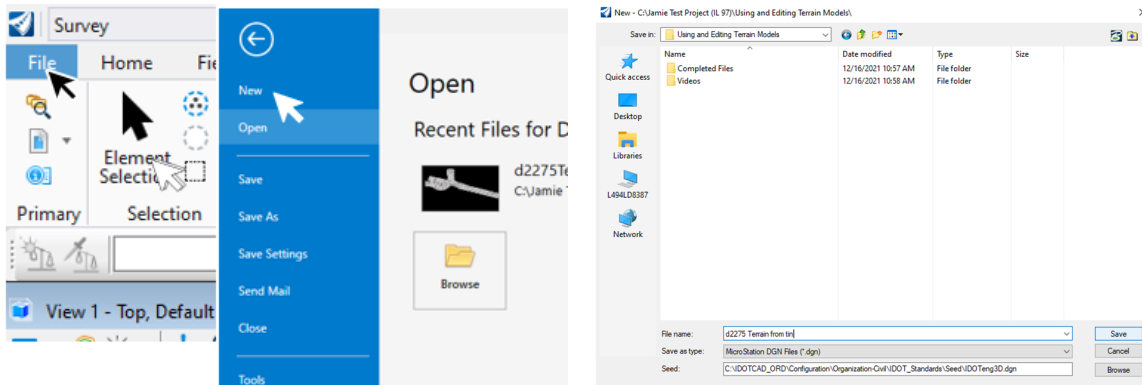 Survey
File Home Fie
Element
Selection
Primary Selection
View 1 - Top, Default
New
Open
Save
Save As
Save Settings
Send Mail
Close
Tools
Open
Recent Files for D
d2275Te
C:\Jamie T
Browse
New - C:\Jamie Test Project (IL 97)\Using and Editing Terrain Models\
Save in: Using and Editing Terrain Models
Name Date modified Type Size
Completed Files 12/16/2021 10:57 AM File folder
Videos 12/16/2021 10:58 AM File folder
Quick access
Desktop
Libraries
L494LD8387
Network
File name: d2275 Terrain from tin Save
Save as type: MicroStation DGN Files (*.dgn) Cancel
Seed: C:\IDOTCAD_ORD\Configuration\Organization-Civil\IDOT_Standards\Seed\IDOTeng3D.dgn Browse